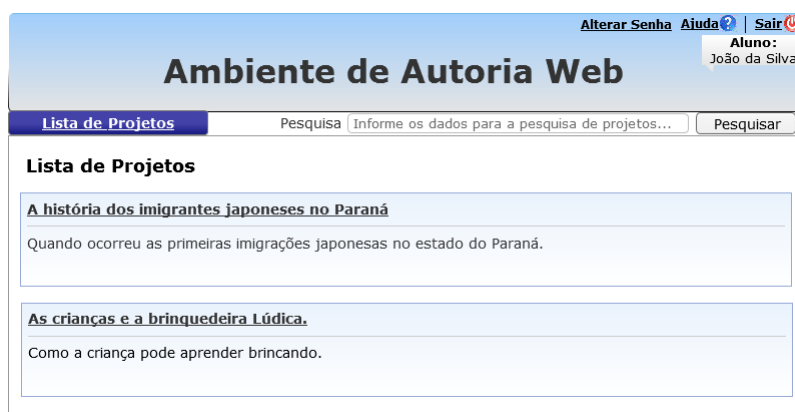 Alterar Senha Ajuda | Sair
Aluno:
João da Silva
Ambiente de Autoria Web
Lista de Projetos Pesquisa Informe os dados para a pesquisa de projetos... Pesquisar
Lista de Projetos
A história dos imigrantes japoneses no Paraná
Quando ocorreu as primeiras imigrações japonesas no estado do Paraná.
As crianças e a brinquedeira Lúdica.
Como a criança pode aprender brincando.